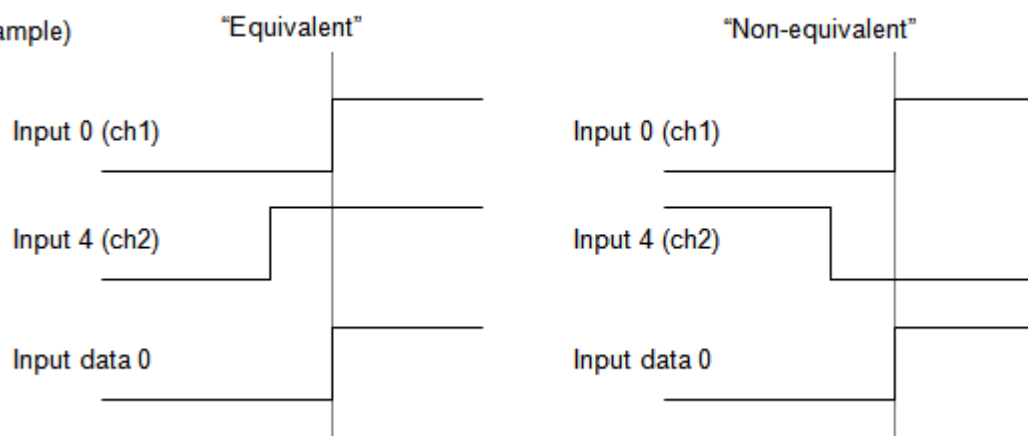 “Equivalent”
Input 0 (ch1)
Input 4 (ch2)
Input data 0
“Non-equivalent”
Input 0 (ch1)
Input 4 (ch2)
Input data 0